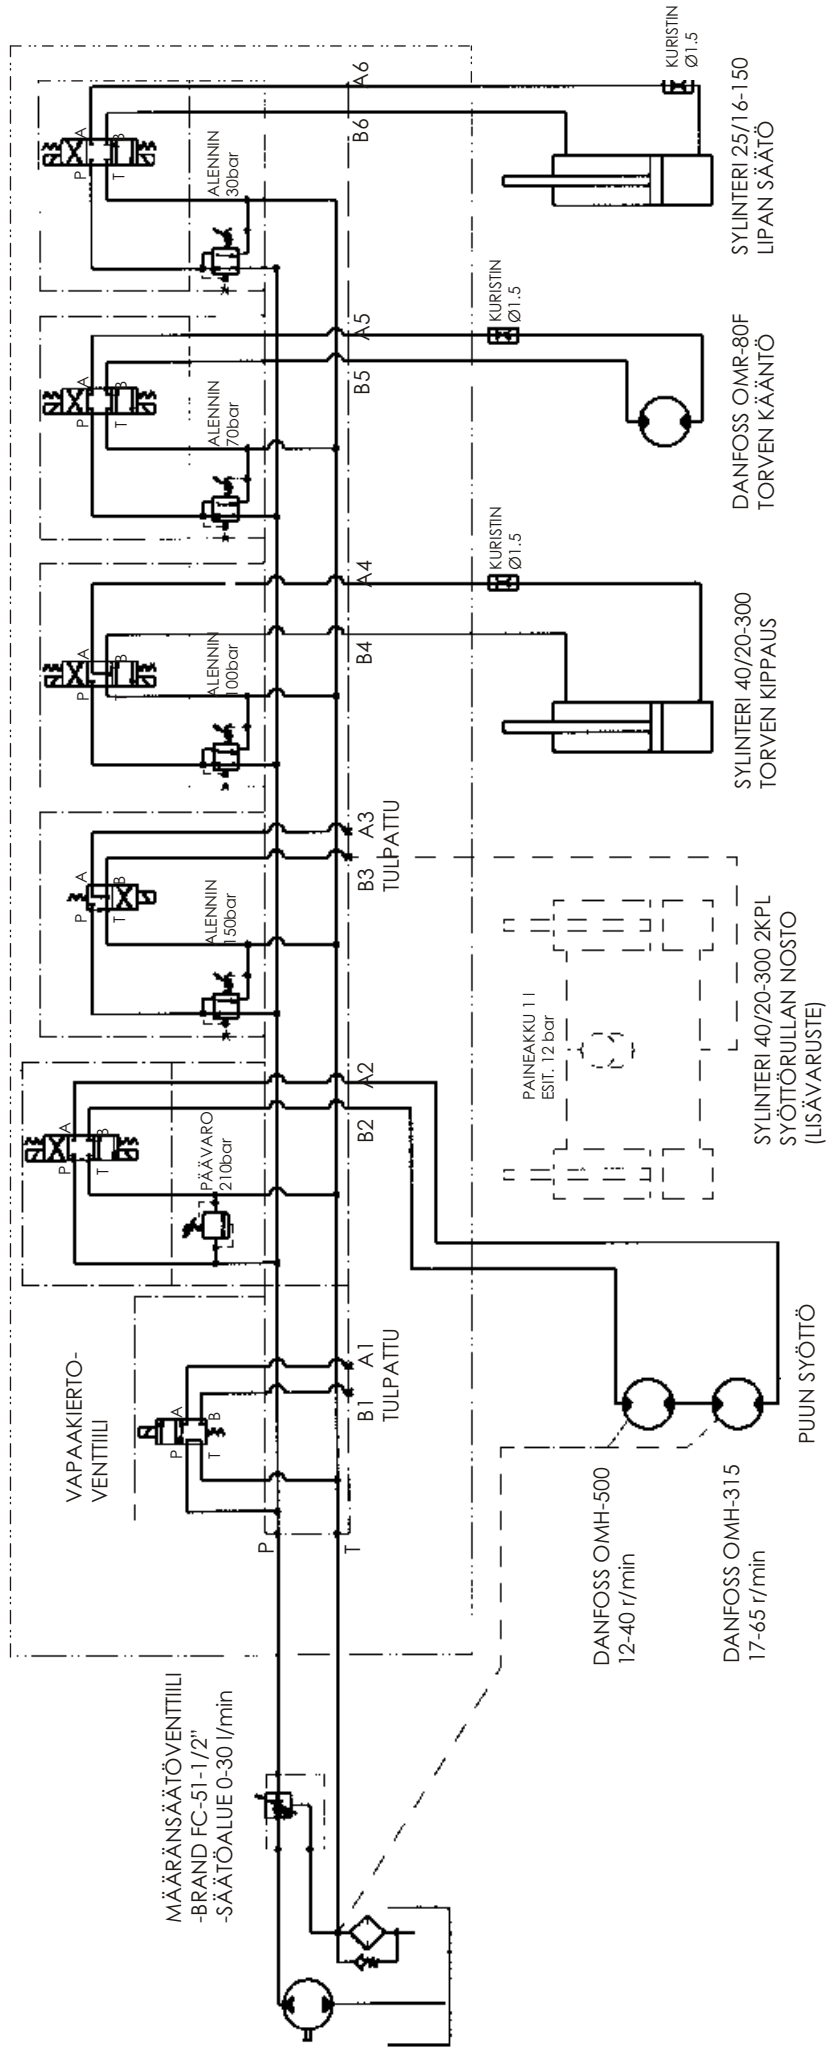 MÄÄRÄNSÄÄTÖVENTTIILI
-BRAND FC-51-1/2"
-SÄÄTÖALUE 0-30 l/min
P
T
VAPAAKIERTO-
VENTTIILI
P
A
T
B
B1
A1
TULPATTU
P
A
T
B
PÄÄVARO
210bar
B2
A2
P
A
T
B
ALENNIN
150bar
B3
A3
TULPATTU
P
A
T
B
ALENNIN
100bar
B4
A4
P
A
T
B
ALENNIN
70bar
B5
A5
P
A
T
B
ALENNIN
30bar
B6
A6
DANFOSS OMH-500
12-40 r/min
DANFOSS OMH-315
17-65 r/min
PUUN SYÖTTÖ
PAINEAKKU 1 l
ESIT. 12 bar
SYLINTERI 40/20-300 2KPL
SYÖTTÖRULLAN NOSTO
(LISÄVARUSTE)
KURISTIN
Ø1.5
SYLINTERI 40/20-300
TORVEN KIPPAUS
KURISTIN
Ø1.5
DANFOSS OMR-80F
TORVEN KÄÄNTÖ
KURISTIN
Ø1.5
SYLINTERI 25/16-150
LIPAN SÄÄTÖ